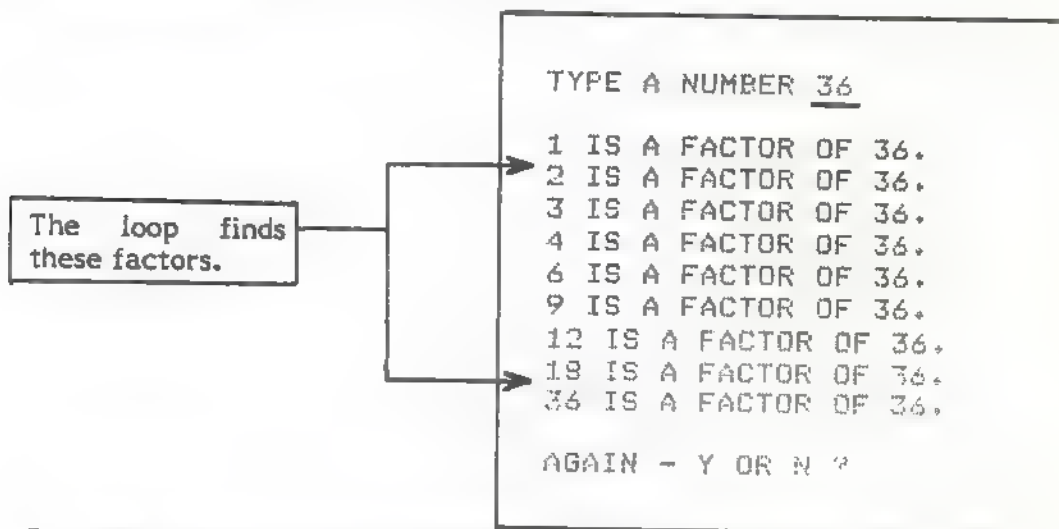 TYPE A NUMBER 36
1 IS A FACTOR OF 36.
2 IS A FACTOR OF 36.
3 IS A FACTOR OF 36.
4 IS A FACTOR OF 36.
6 IS A FACTOR OF 36.
9 IS A FACTOR OF 36.
12 IS A FACTOR OF 36.
18 IS A FACTOR OF 36.
36 IS A FACTOR OF 36.
AGAIN - Y OR N ?
The loop finds
these factors.